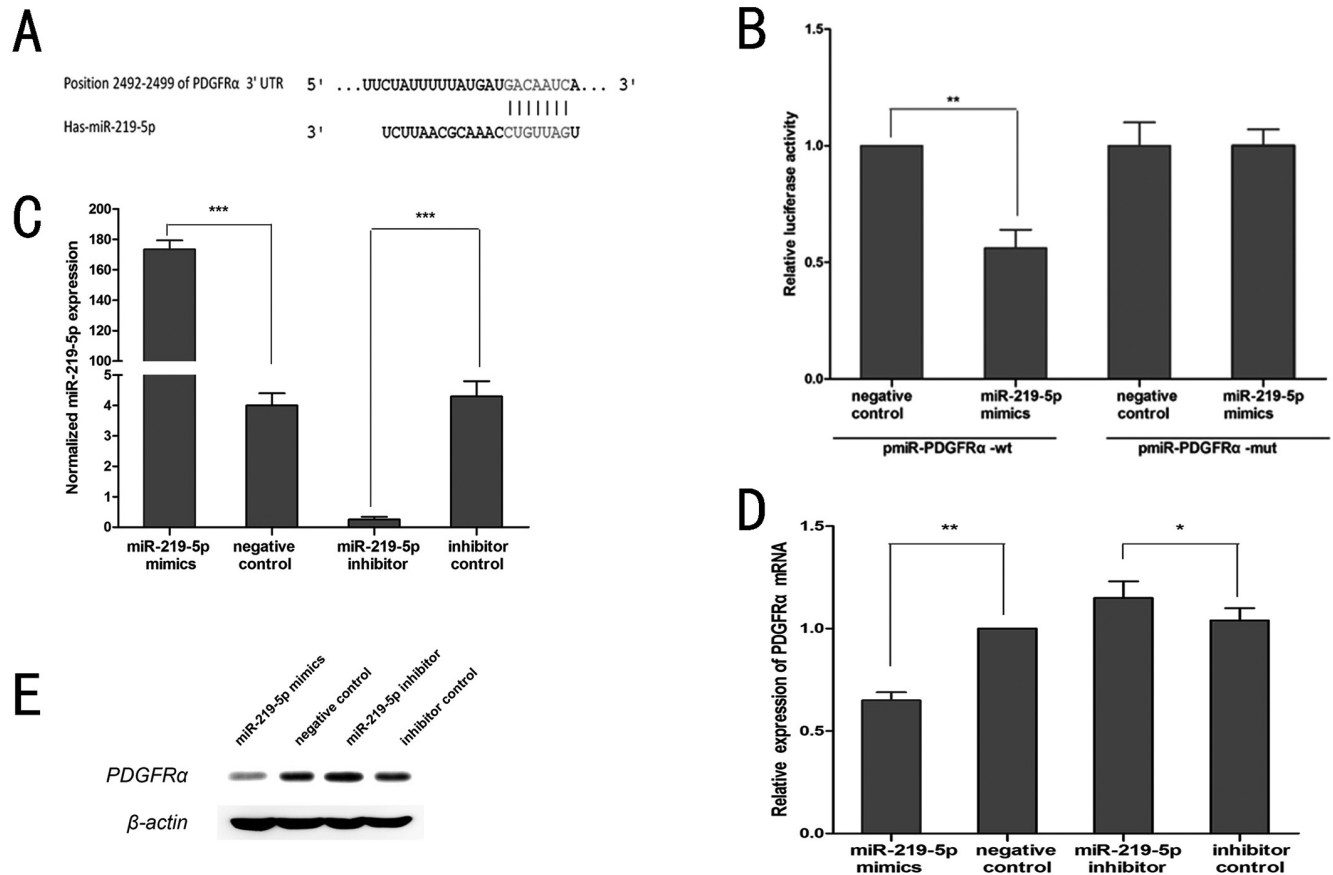 A
Position 2492-2499 of PDGFRα 3' UTR 5' ...UUCUAUUUUUAUGAUGACAAUCA... 3'
Has-miR-219-5p 3' UCUUAACGCAAACCUGUUAGU
B
Relative luciferase activity
1.5
1.0
0.5
0.0
**
negative control
miR-219-5p mimics
negative control
miR-219-5p mimics
pmiR-PDGFRα -wt
pmiR-PDGFRα -mut
C
Normalized miR-219-5p expression
200
180
160
140
120
100
5
4
3
2
1
0
***
***
miR-219-5p mimics
negative control
miR-219-5p inhibitor
inhibitor control
D
Relative expression of PDGFRα mRNA
1.5
1.0
0.5
0.0
**
*
miR-219-5p mimics
negative control
miR-219-5p inhibitor
inhibitor control
E
miR-219-5p mimics
negative control
miR-219-5p inhibitor
inhibitor control
PDGFRα
β-actin